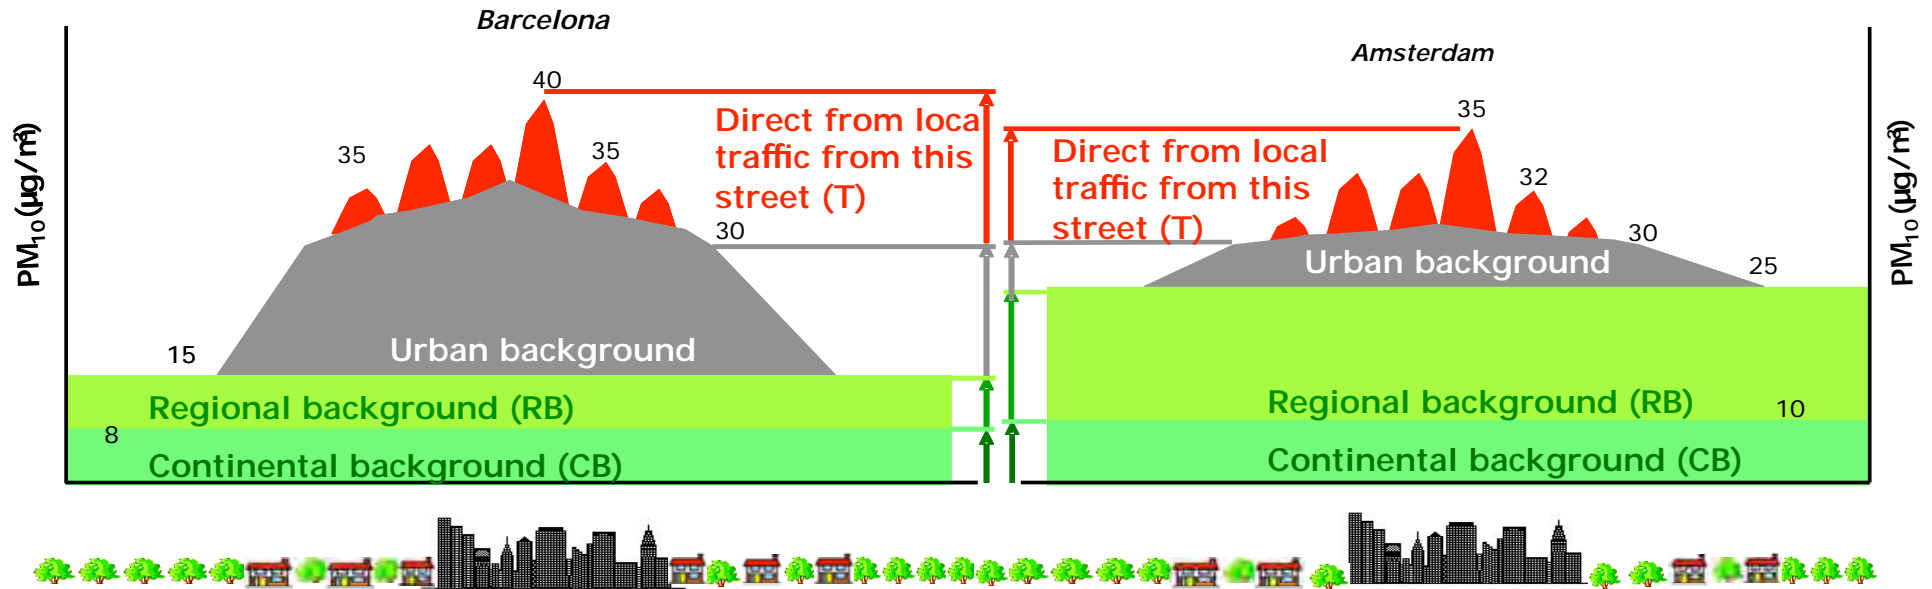 Barcelona
Amsterdam
PM10 (µg/m3)
40
35
35
Direct from loca
traffic from this
street (T)
30
Urban background
15
Regional background (RB)
8
Continental background (CB)
35
Direct from local
traffic from this
street (T)
32
30
Urban background
25
Regional background (RB)
10
Continental background (CB)
PM10 (µg/m3)